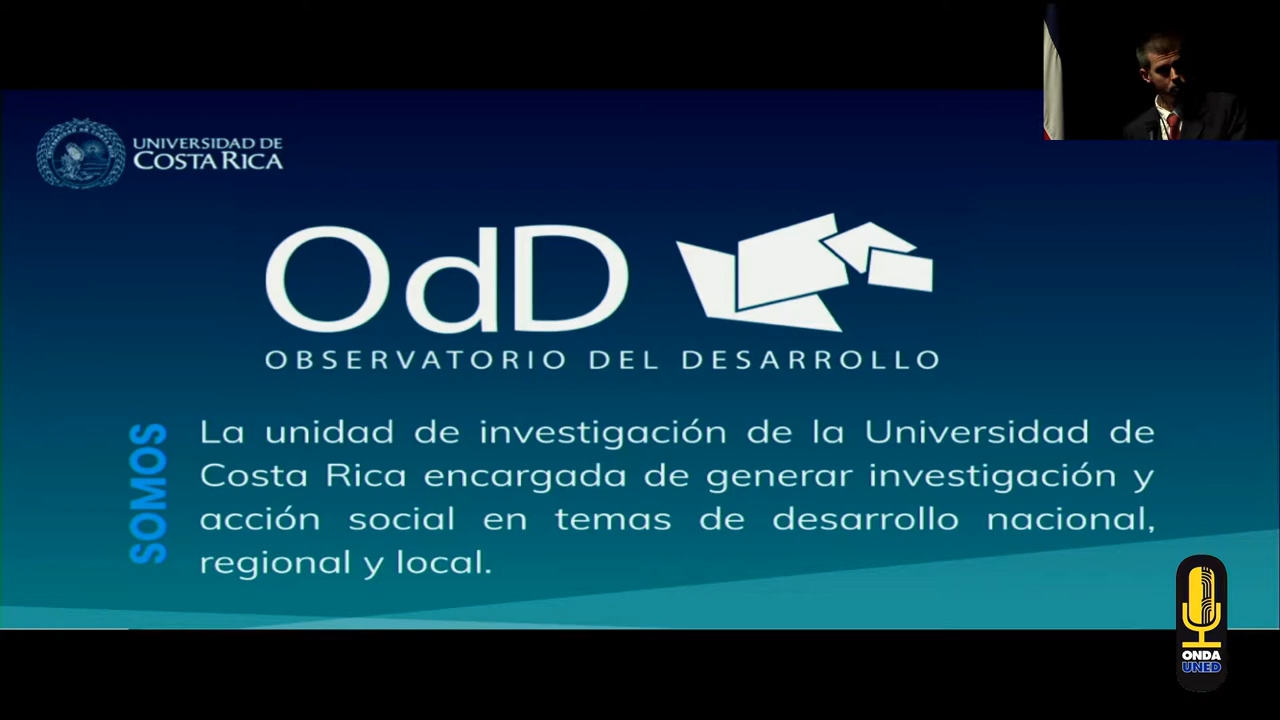 UNIVERSIDAD DE
COSTA RICA
OdD
OBSERVATORIO DEL DESARROLLO
SOMOS
La unidad de investigación de la Universidad de
Costa Rica encargada de generar investigación y
acción social en temas de desarrollo nacional,
regional y local.
ONDA
UNED